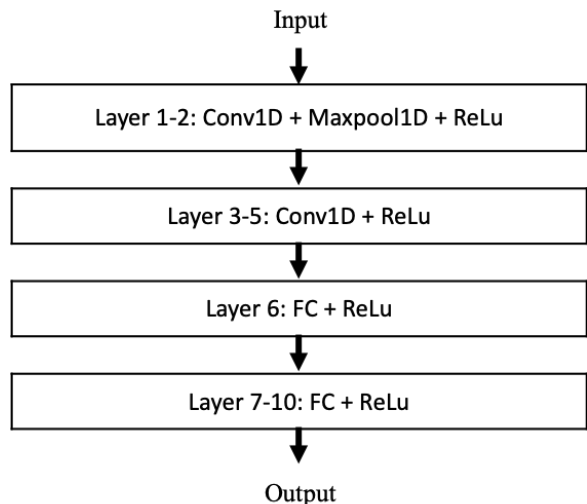 Input
Layer 1-2: Conv1D + Maxpool1D + ReLu
Layer 3-5: Conv1D + ReLu
Layer 6: FC + ReLu
Layer 7-10: FC + ReLu
Output